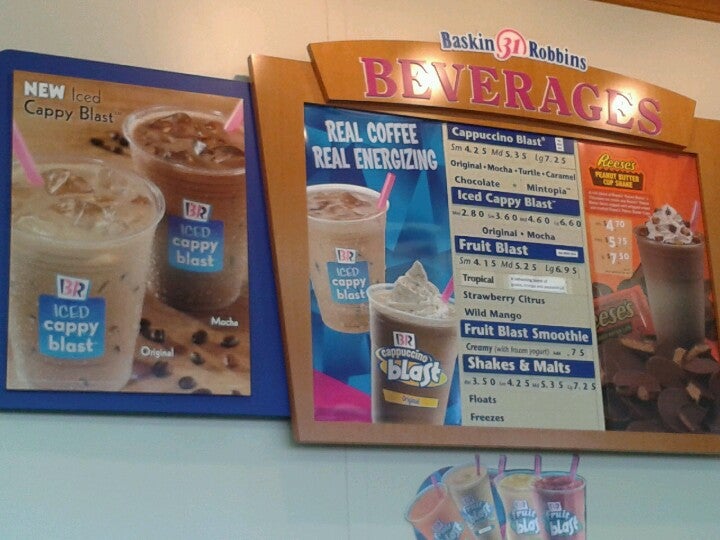 Baskin 31 Robbins
BEVERAGES
NEW Iced
Cappy Blast™
BR
ICED
cappy
blast
Original
BR
ICED
cappy
blast
Mocha
REAL COFFEE
REAL ENERGIZING
BR
ICED
cappy
blast
BR
cappuccino
blast
Original
Cappuccino Blast®
Sm 4.25 Md 5.35 Lg 7.25
Original • Mocha • Turtle • Caramel
Chocolate Mintopia™
Iced Cappy Blast™
2.80 Sm 3.60 Md 4.60 Lg 6.60
Original • Mocha
Fruit Blast
Sm 4.15 Md 5.25 Lg 6.95
Tropical
Strawberry Citrus
Wild Mango
Fruit Blast Smoothie
Creamy (with frozen yogurt) .75
Shakes & Malts
3.50 Sm 4.25 Md 5.35 Lg 7.25
Floats
Freezes
Reese's
PEANUT BUTTER
CUP SHAKE
4.70
5.75
7.50
fruit
blast
fruit
blast